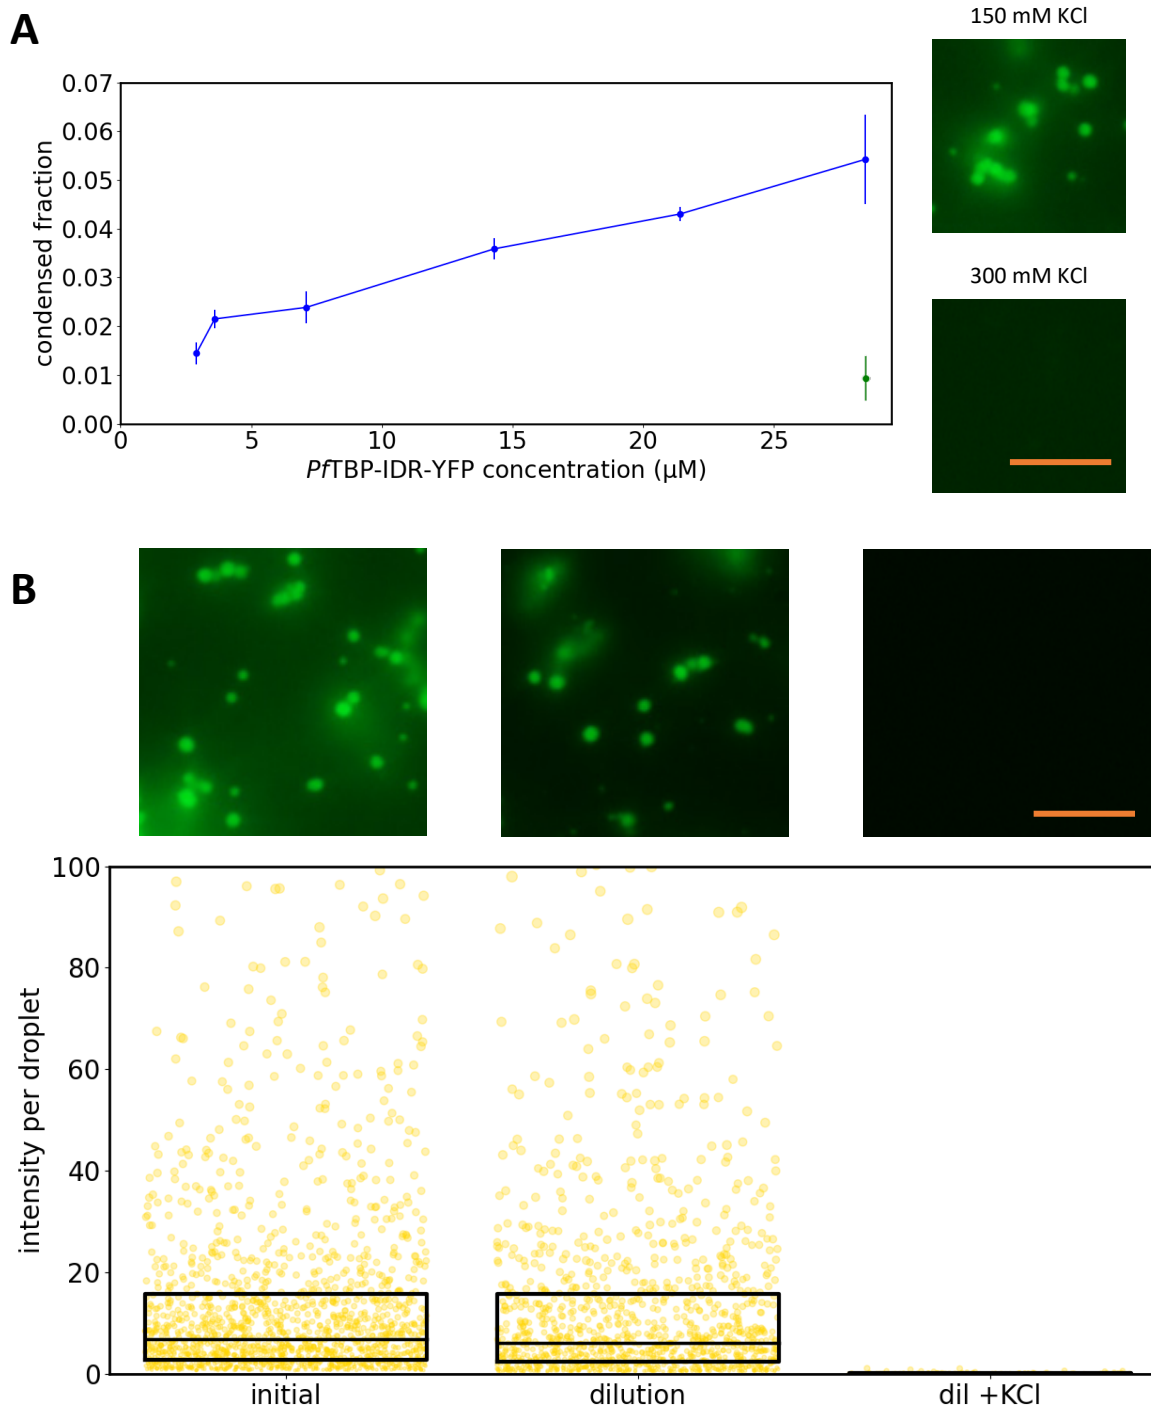 A
150 mM KCl
0.07
0.06
0.05
0.04
0.03
0.02
0.01
0.00
condensed fraction
0 5 10 15 20 25
PfTBP-IDR-YFP concentration (μM)
300 mM KCl
B
100
80
60
40
20
0
intensity per droplet
initial dilution dil +KCl